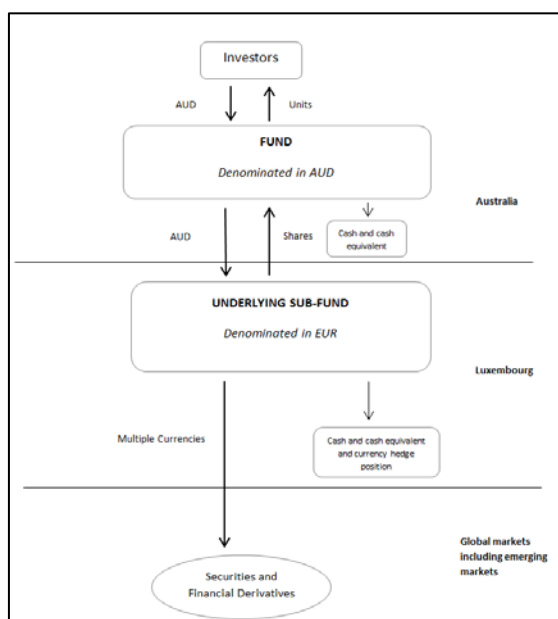 Investors
AUD
Units
FUND
Denominated in AUD
Australia
AUD
Shares
Cash and cash
equivalent
UNDERLYING SUB-FUND
Denominated in EUR
Luxembourg
Multiple Currencies
Cash and cash equivalent
and currency hedge
position
Global markets
including emerging
markets
Securities and
Financial Derivatives